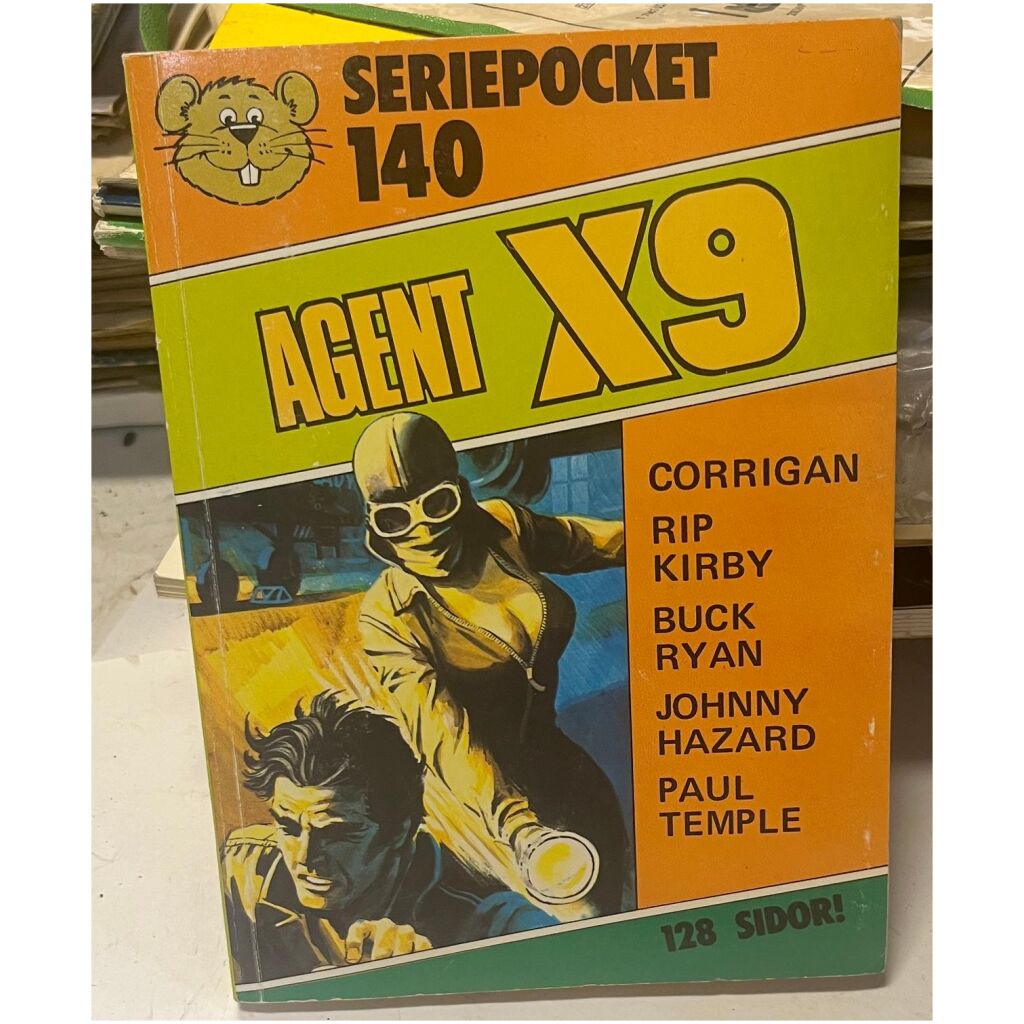 SERIEPOCKET
140
AGENT X9
CORRIGAN
RIP
KIRBY
BUCK
RYAN
JOHNNY
HAZARD
PAUL
TEMPLE
128 SIDOR!